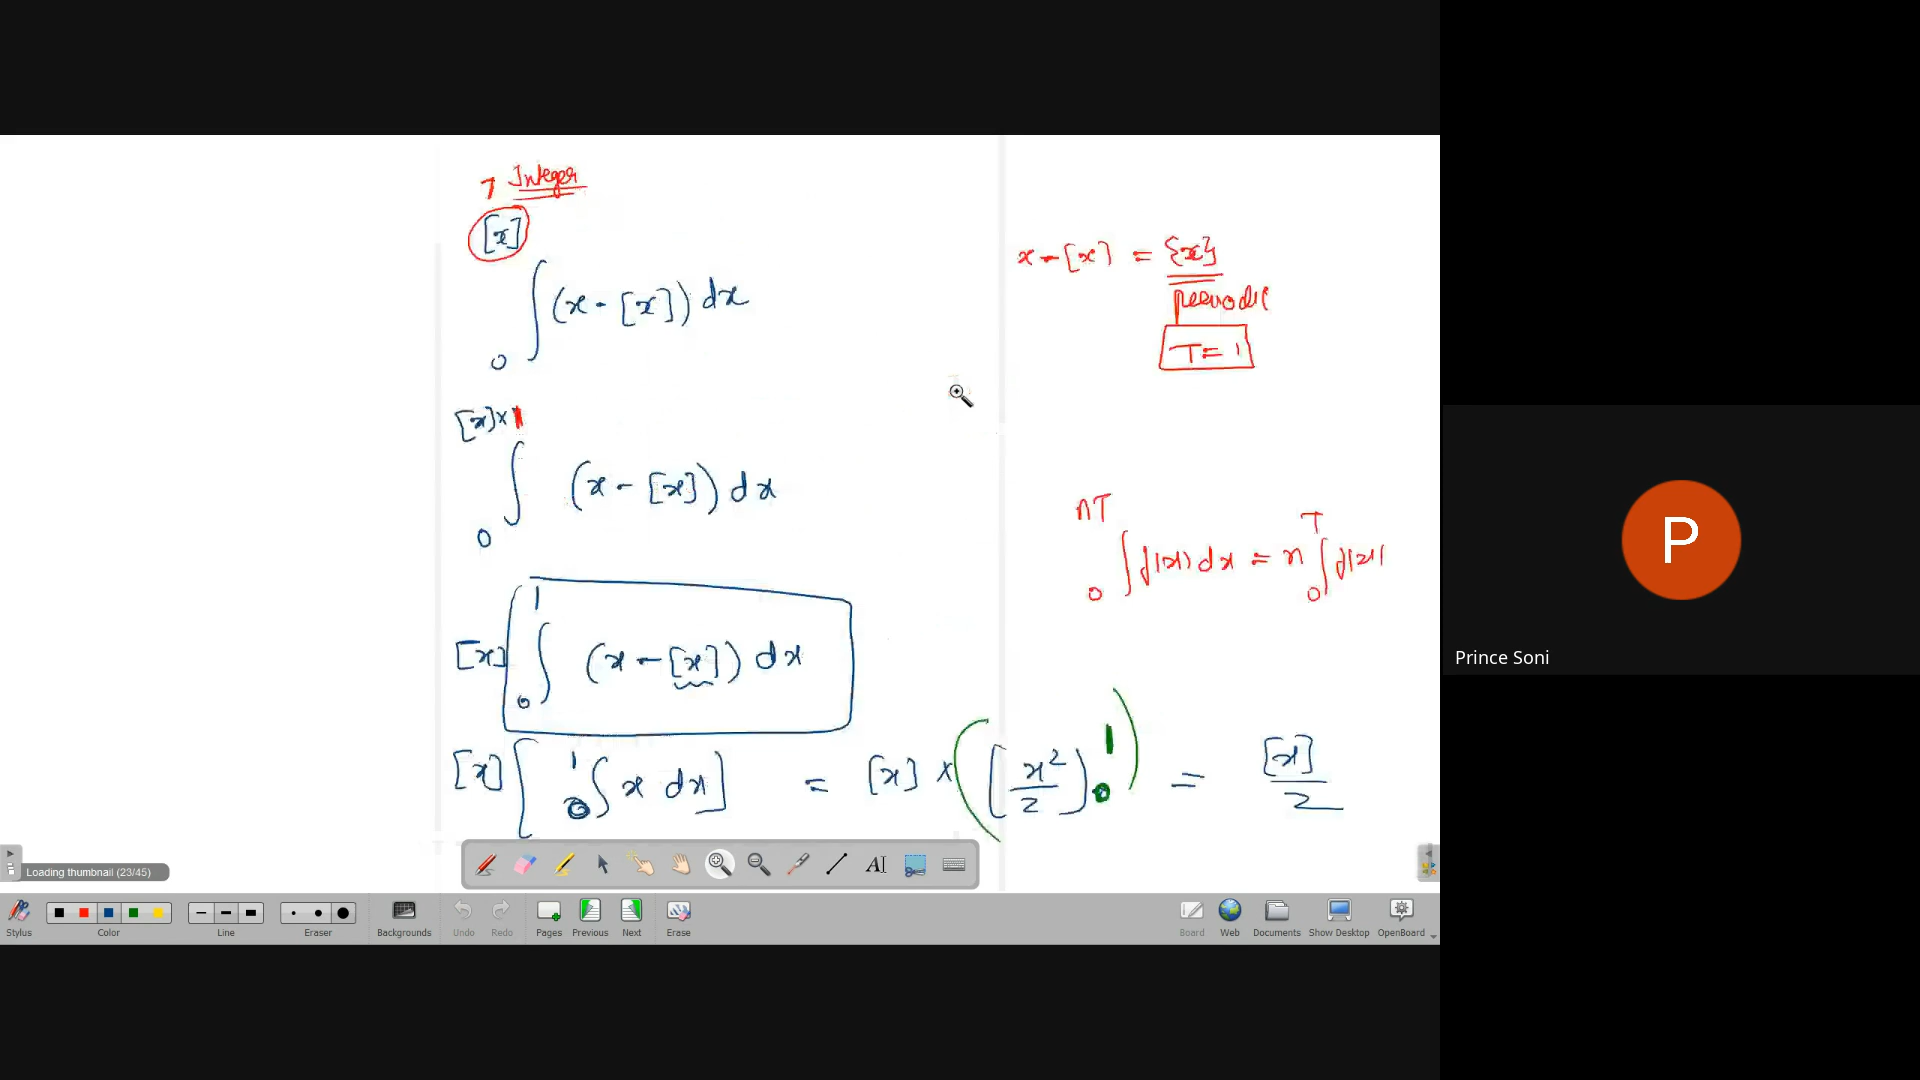 Integer
[x]
∫ (x - [x]) dx
0
x - [x] = {x}
periodic
T = 1
[x]×1
∫ (x - [x]) dx
0
nT T
∫ f(x) dx = n ∫ f(x)
0 0
1
[x] ∫ (x - [x]) dx
0
[x] [ 0 ∫ 1 x dx ] = [x] × ( [ x²/2 ] 0 1 ) = [x]/2
P
Prince Soni
Loading thumbnail (23/45)
Stylus Color Line Eraser Backgrounds Undo Redo Pages Previous Next Erase Board Web Documents Show Desktop OpenBoard